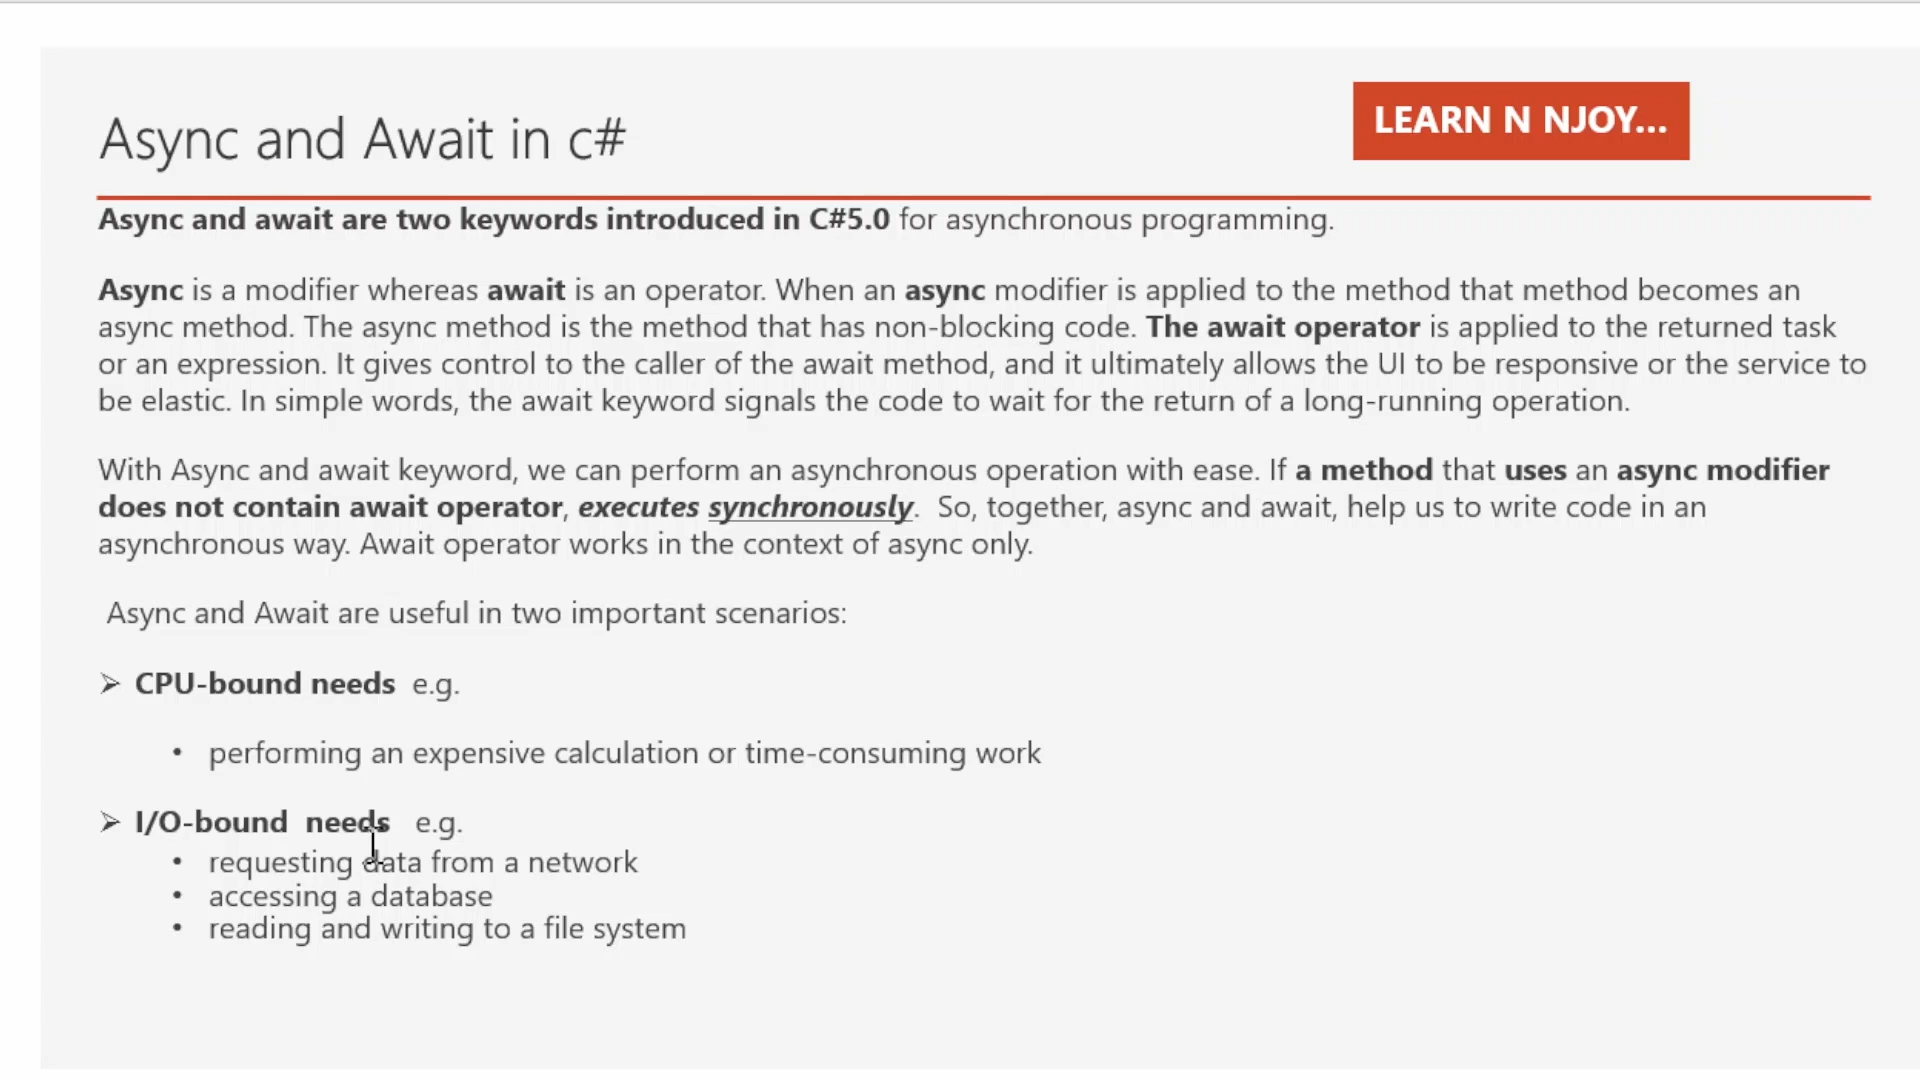 Async and Await in c#
LEARN N NJOY...
Async and await are two keywords introduced in C#5.0 for asynchronous programming.
Async is a modifier whereas await is an operator. When an async modifier is applied to the method that method becomes an
async method. The async method is the method that has non-blocking code. The await operator is applied to the returned task
or an expression. It gives control to the caller of the await method, and it ultimately allows the UI to be responsive or the service to
be elastic. In simple words, the await keyword signals the code to wait for the return of a long-running operation.
With Async and await keyword, we can perform an asynchronous operation with ease. If a method that uses an async modifier
does not contain await operator, executes synchronously. So, together, async and await, help us to write code in an
asynchronous way. Await operator works in the context of async only.
Async and Await are useful in two important scenarios:
➢ CPU-bound needs e.g.
• performing an expensive calculation or time-consuming work
➢ I/O-bound needs e.g.
• requesting data from a network
• accessing a database
• reading and writing to a file system